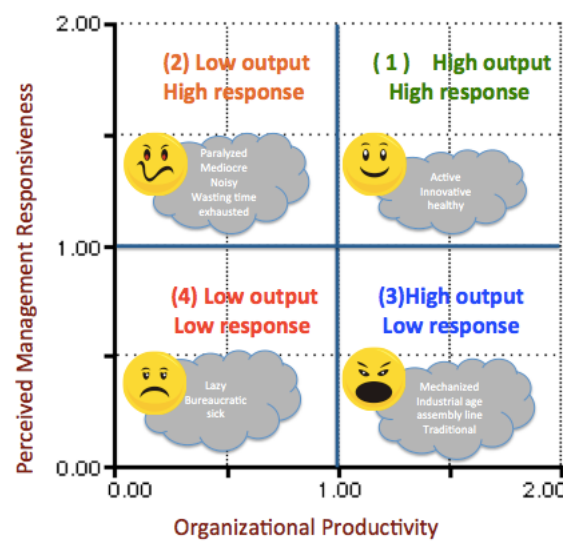 2.00
(2) Low output
High response
( 1 ) High output
High response
Paralyzed
Mediocre
Noisy
Wasting time
exhausted
Active
Innovative
healthy
Perceived Management Responsiveness
1.00
(4) Low output
Low response
(3)High output
Low response
Lazy
Bureaucratic
sick
Mechanized
Industrial age
assembly line
Traditional
0.00
0.00
1.00
2.00
Organizational Productivity